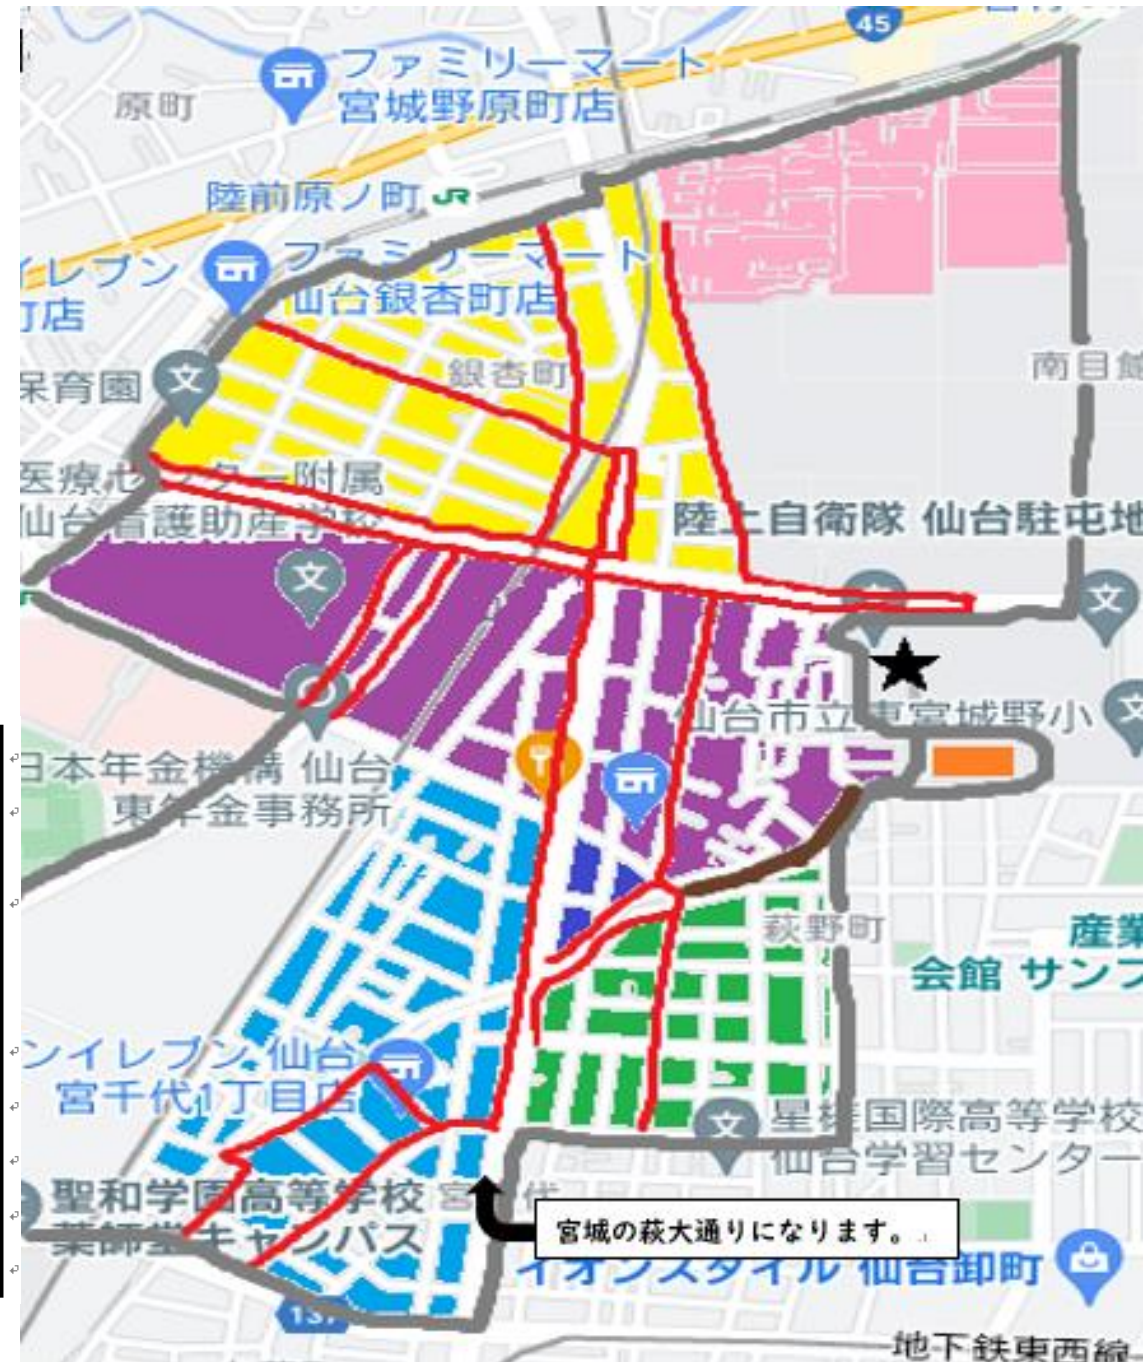 45
ファミリーマート
宮城野原町店
原町
陸前原ノ町 JR
イレブン
町店
ファミリーマート
仙台銀杏町店
銀杏町
南目館
保育園
医療センター附属
仙台看護助産学校
陸上自衛隊 仙台駐屯地
仙台市立東宮城野小
日本年金機構 仙台
東年金事務所
萩野町
産業
会館 サンフ
ンイレブン 仙台
宮千代1丁目店
星槎国際高等学校
仙台学習センター
聖和学園高等学校
薬師堂キャンパス
宮千代
宮城の萩大通りになります。
イオンスタイル 仙台卸町
137
地下鉄東西線